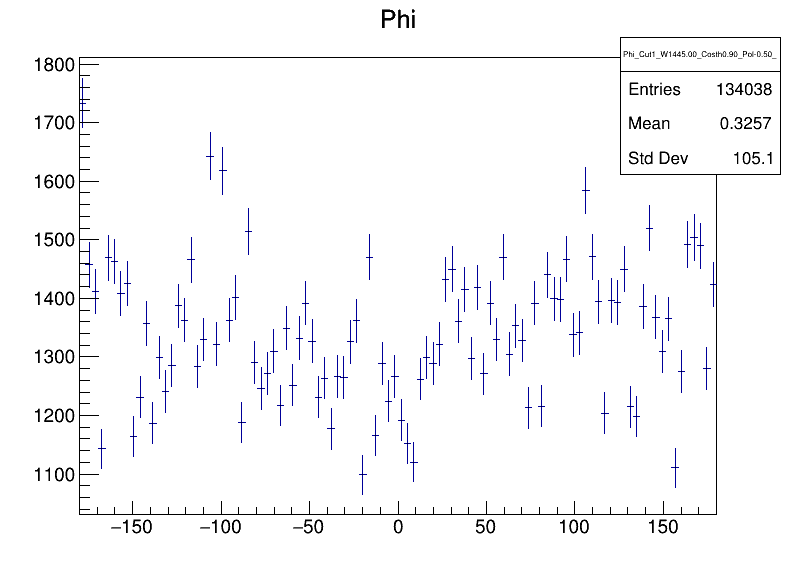 Phi
Phi_Cut1_W1445.00_Costh0.90_Pol-0.50_
Entries 134038
Mean 0.3257
Std Dev 105.1
1800
1700
1600
1500
1400
1300
1200
1100
−150 −100 −50 0 50 100 150